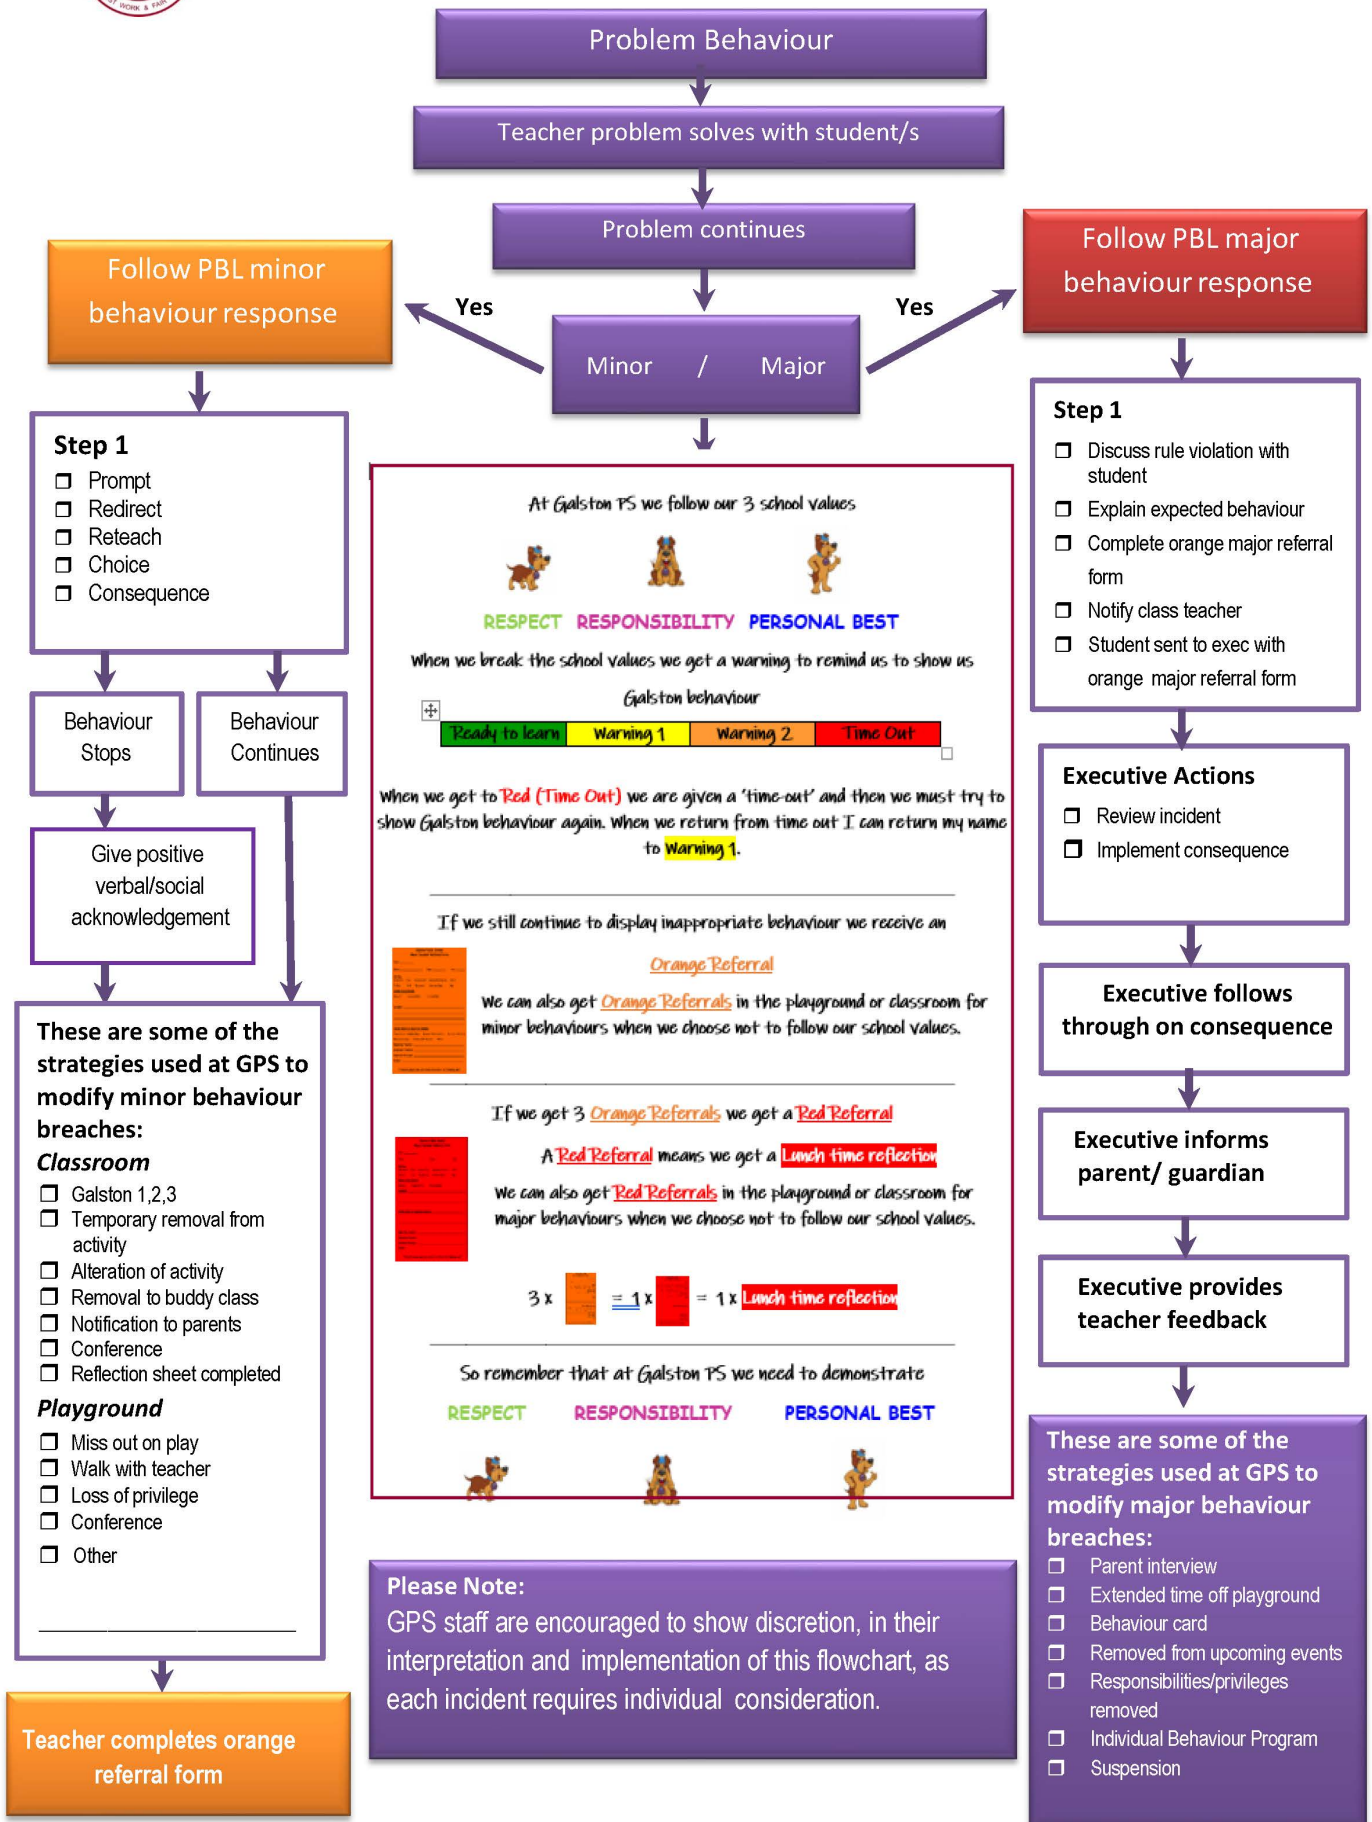 ST WORK & FAIR
Problem Behaviour
Teacher problem solves with student/s
Problem continues
Minor / Major
Yes
Yes
Follow PBL minor
behaviour response
Step 1
Prompt
Redirect
Reteach
Choice
Consequence
Behaviour
Stops
Behaviour
Continues
Give positive
verbal/social
acknowledgement
These are some of the
strategies used at GPS to
modify minor behaviour
breaches:
Classroom
Galston 1,2,3
Temporary removal from
activity
Alteration of activity
Removal to buddy class
Notification to parents
Conference
Reflection sheet completed
Playground
Miss out on play
Walk with teacher
Loss of privilege
Conference
Other
Teacher completes orange
referral form
At Galston PS we follow our 3 school values
RESPECT RESPONSIBILITY PERSONAL BEST
When we break the school values we get a warning to remind us to show us
Galston behaviour
Ready to learn Warning 1 Warning 2 Time Out
When we get to Red (Time Out) we are given a 'time-out' and then we must try to
show Galston behaviour again. When we return from time out I can return my name
to Warning 1.
If we still continue to display inappropriate behaviour we receive an
Orange Referral
We can also get Orange Referrals in the playground or classroom for
minor behaviours when we choose not to follow our school values.
If we get 3 Orange Referrals we get a Red Referral
A Red Referral means we get a Lunch time reflection
We can also get Red Referrals in the playground or classroom for
major behaviours when we choose not to follow our school values.
3 x = 1 x = 1 x Lunch time reflection
So remember that at Galston PS we need to demonstrate
RESPECT RESPONSIBILITY PERSONAL BEST
Please Note:
GPS staff are encouraged to show discretion, in their
interpretation and implementation of this flowchart, as
each incident requires individual consideration.
Follow PBL major
behaviour response
Step 1
Discuss rule violation with
student
Explain expected behaviour
Complete orange major referral
form
Notify class teacher
Student sent to exec with
orange major referral form
Executive Actions
Review incident
Implement consequence
Executive follows
through on consequence
Executive informs
parent/ guardian
Executive provides
teacher feedback
These are some of the
strategies used at GPS to
modify major behaviour
breaches:
Parent interview
Extended time off playground
Behaviour card
Removed from upcoming events
Responsibilities/privileges
removed
Individual Behaviour Program
Suspension